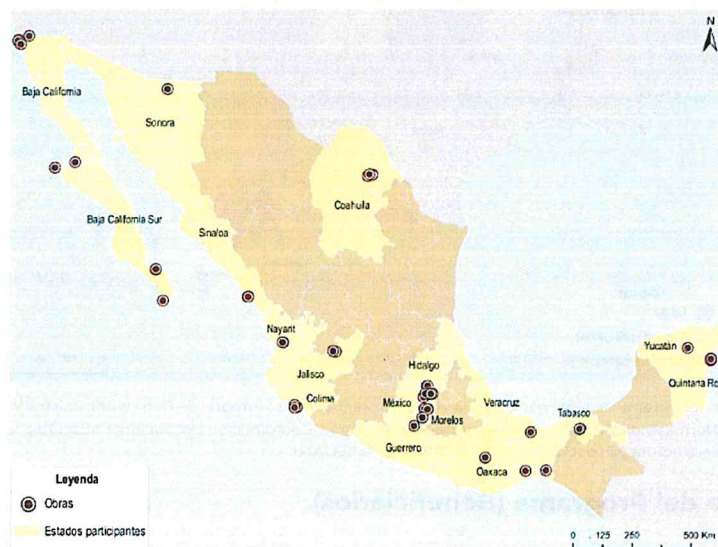 N
Baja California
Sonora
Coahuila
Baja California Sur
Sinaloa
Nayarit
Jalisco
Colima
Hidalgo
México
Morelos
Veracruz
Guerrero
Oaxaca
Tabasco
Yucatán
Quintana Ro
Leyenda
Obras
Estados participantes
0 125 250 500 Km